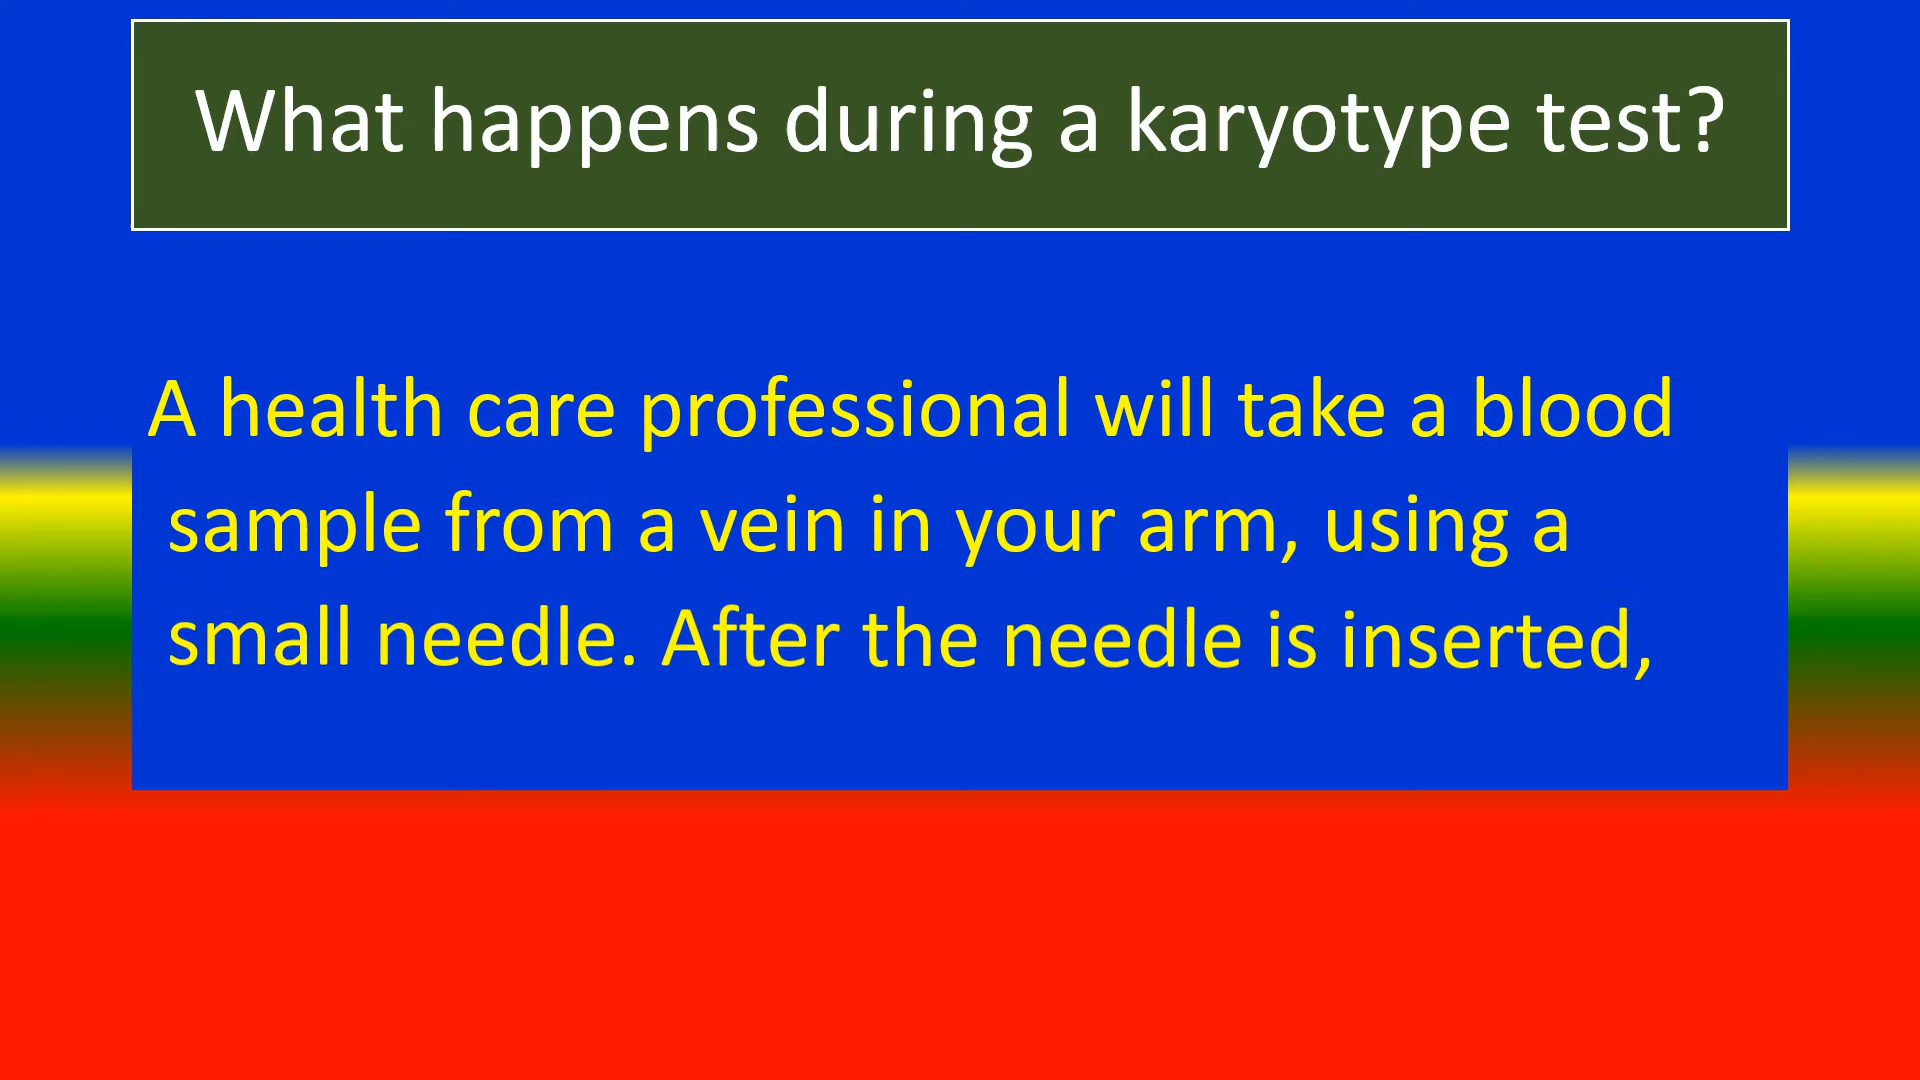 What happens during a karyotype test?
A health care professional will take a blood
sample from a vein in your arm, using a
small needle. After the needle is inserted,